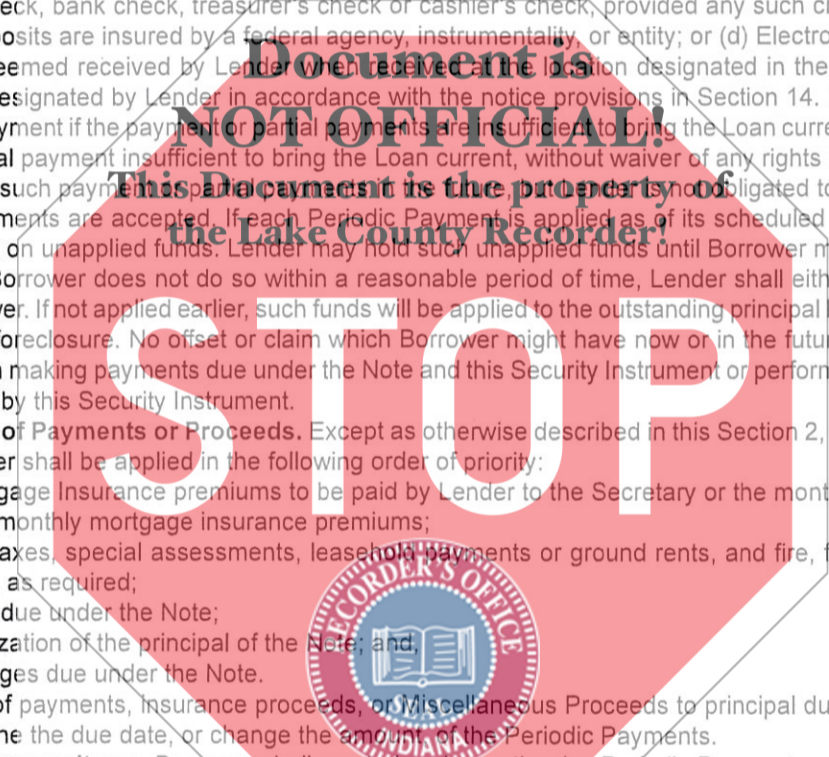 eck, bank check, treasurer's check or cashier's check, provided any such c
osits are insured by a federal agency, instrumentality, or entity; or (d) Electro
Document is
eemed received by Lender when received at the location designated in the
esignated by Lender in accordance with the notice provisions in Section 14.
NOT OFFICIAL!
yment if the payment or partial payments are insufficient to bring the Loan curre
al payment insufficient to bring the Loan current, without waiver of any rights
This Document is the property of
such payment or partial payments in the future, but Lender is not obligated to
ments are accepted. If each Periodic Payment is applied as of its scheduled
the Lake County Recorder!
on unapplied funds. Lender may hold such unapplied funds until Borrower m
Borrower does not do so within a reasonable period of time, Lender shall eith
er. If not applied earlier, such funds will be applied to the outstanding principal
oreclosure. No offset or claim which Borrower might have now or in the futur
making payments due under the Note and this Security Instrument or perform
by this Security Instrument.
STOP
of Payments or Proceeds. Except as otherwise described in this Section 2,
er shall be applied in the following order of priority:
gage Insurance premiums to be paid by Lender to the Secretary or the mont
monthly mortgage insurance premiums;
axes, special assessments, leasehold payments or ground rents, and fire, f
as required;
due under the Note;
zation of the principal of the Note; and,
ges due under the Note.
RECORDER'S OFFICE
SEAL
INDIANA
of payments, insurance proceeds, or Miscellaneous Proceeds to principal du
ne the due date, or change the amount, of the Periodic Payments.